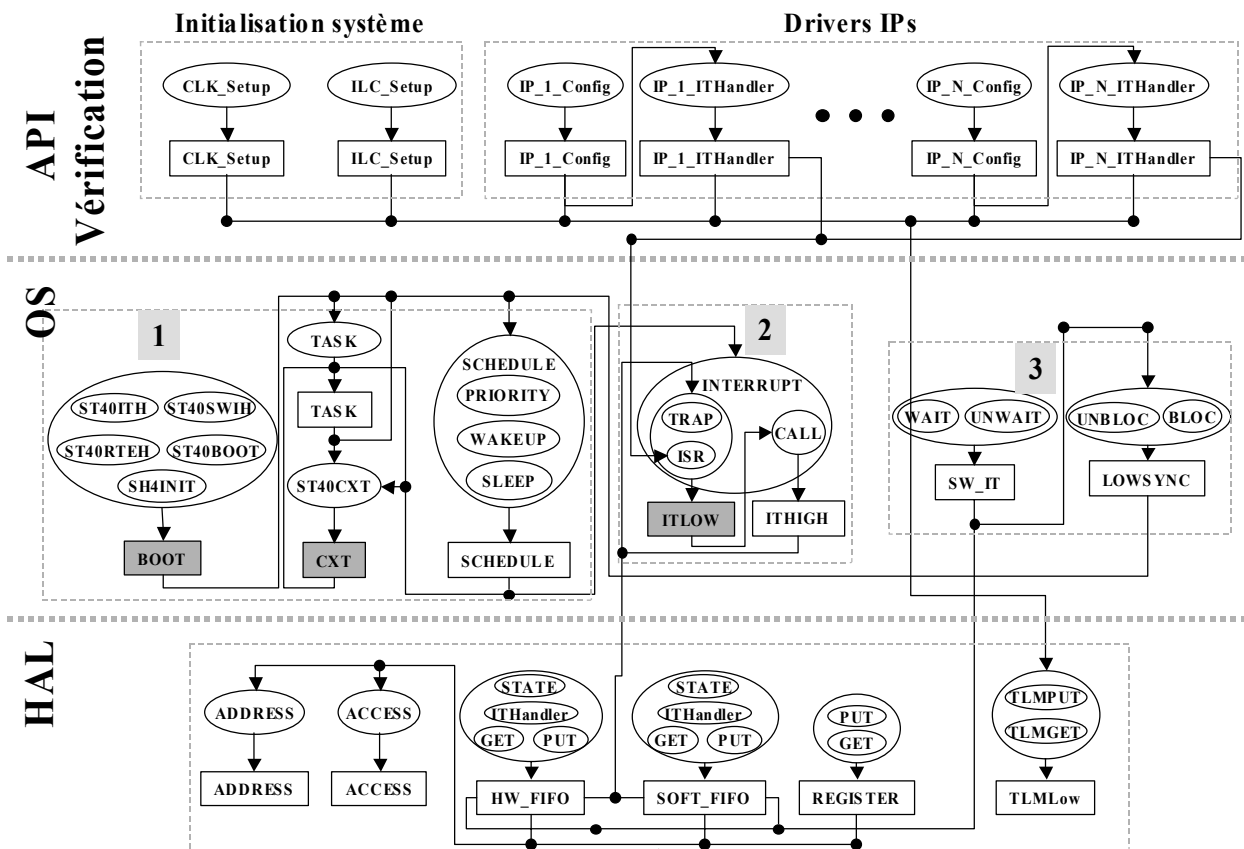 Initialisation système
Drivers IPs
API
Vérification
CLK_Setup
ILC_Setup
IP_1_Config
IP_1_ITHandler
IP_N_Config
IP_N_ITHandler
CLK_Setup
ILC_Setup
IP_1_Config
IP_1_ITHandler
IP_N_Config
IP_N_ITHandler
OS
1
ST40ITH
ST40SWIH
ST40RTEH
ST40BOOT
SH4INIT
BOOT
TASK
TASK
ST40CXT
CXT
SCHEDULE
PRIORITY
WAKEUP
SLEEP
SCHEDULE
2
INTERRUPT
TRAP
ISR
CALL
ITLOW
ITHIGH
3
WAIT
UNWAIT
UNBLOC
BLOC
SW_IT
LOWSYNC
HAL
ADDRESS
ADDRESS
ACCESS
ACCESS
STATE
ITHandler
GET
PUT
HW_FIFO
STATE
ITHandler
GET
PUT
SOFT_FIFO
PUT
GET
REGISTER
TLMPUT
TLMGET
TLMLow